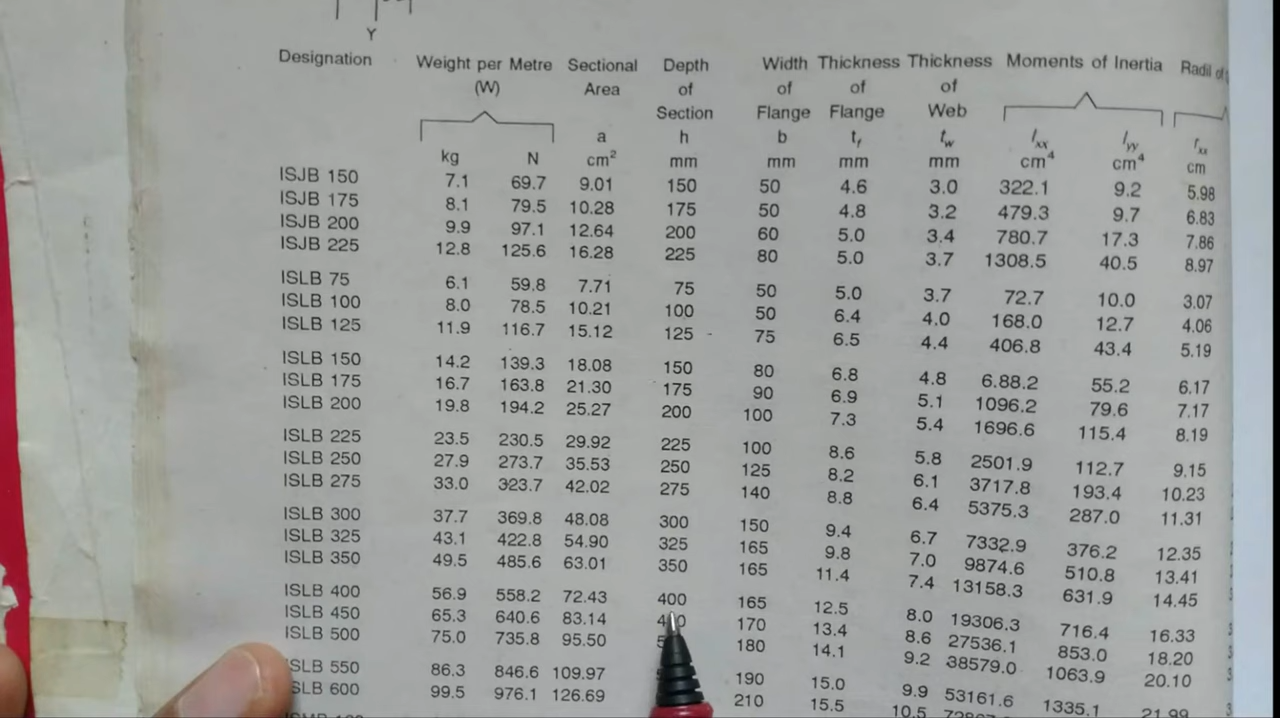 Y
Designation Weight per Metre Sectional Depth Width Thickness Thickness Moments of Inertia Radii of
(W) Area of of of of
Section Flange Flange Web
a h b t_f t_w I_xx I_yy r_xx
kg N cm² mm mm mm mm cm⁴ cm⁴ cm
ISJB 150 7.1 69.7 9.01 150 50 4.6 3.0 322.1 9.2 5.98
ISJB 175 8.1 79.5 10.28 175 50 4.8 3.2 479.3 9.7 6.83
ISJB 200 9.9 97.1 12.64 200 60 5.0 3.4 780.7 17.3 7.86
ISJB 225 12.8 125.6 16.28 225 80 5.0 3.7 1308.5 40.5 8.97
ISLB 75 6.1 59.8 7.71 75 50 5.0 3.7 72.7 10.0 3.07
ISLB 100 8.0 78.5 10.21 100 50 6.4 4.0 168.0 12.7 4.06
ISLB 125 11.9 116.7 15.12 125 75 6.5 4.4 406.8 43.4 5.19
ISLB 150 14.2 139.3 18.08 150 80 6.8 4.8 6.88.2 55.2 6.17
ISLB 175 16.7 163.8 21.30 175 90 6.9 5.1 1096.2 79.6 7.17
ISLB 200 19.8 194.2 25.27 200 100 7.3 5.4 1696.6 115.4 8.19
ISLB 225 23.5 230.5 29.92 225 100 8.6 5.8 2501.9 112.7 9.15
ISLB 250 27.9 273.7 35.53 250 125 8.2 6.1 3717.8 193.4 10.23
ISLB 275 33.0 323.7 42.02 275 140 8.8 6.4 5375.3 287.0 11.31
ISLB 300 37.7 369.8 48.08 300 150 9.4 6.7 7332.9 376.2 12.35
ISLB 325 43.1 422.8 54.90 325 165 9.8 7.0 9874.6 510.8 13.41
ISLB 350 49.5 485.6 63.01 350 165 11.4 7.4 13158.3 631.9 14.45
ISLB 400 56.9 558.2 72.43 400 165 12.5 8.0 19306.3 716.4 16.33
ISLB 450 65.3 640.6 83.14 170 13.4 8.6 27536.1 853.0 18.20
ISLB 500 75.0 735.8 95.50 180 14.1 9.2 38579.0 1063.9 20.10
SLB 550 86.3 846.6 109.97 190 15.0 9.9 53161.6 1335.1 21.99
LB 600 99.5 976.1 126.69 210 15.5 10.5